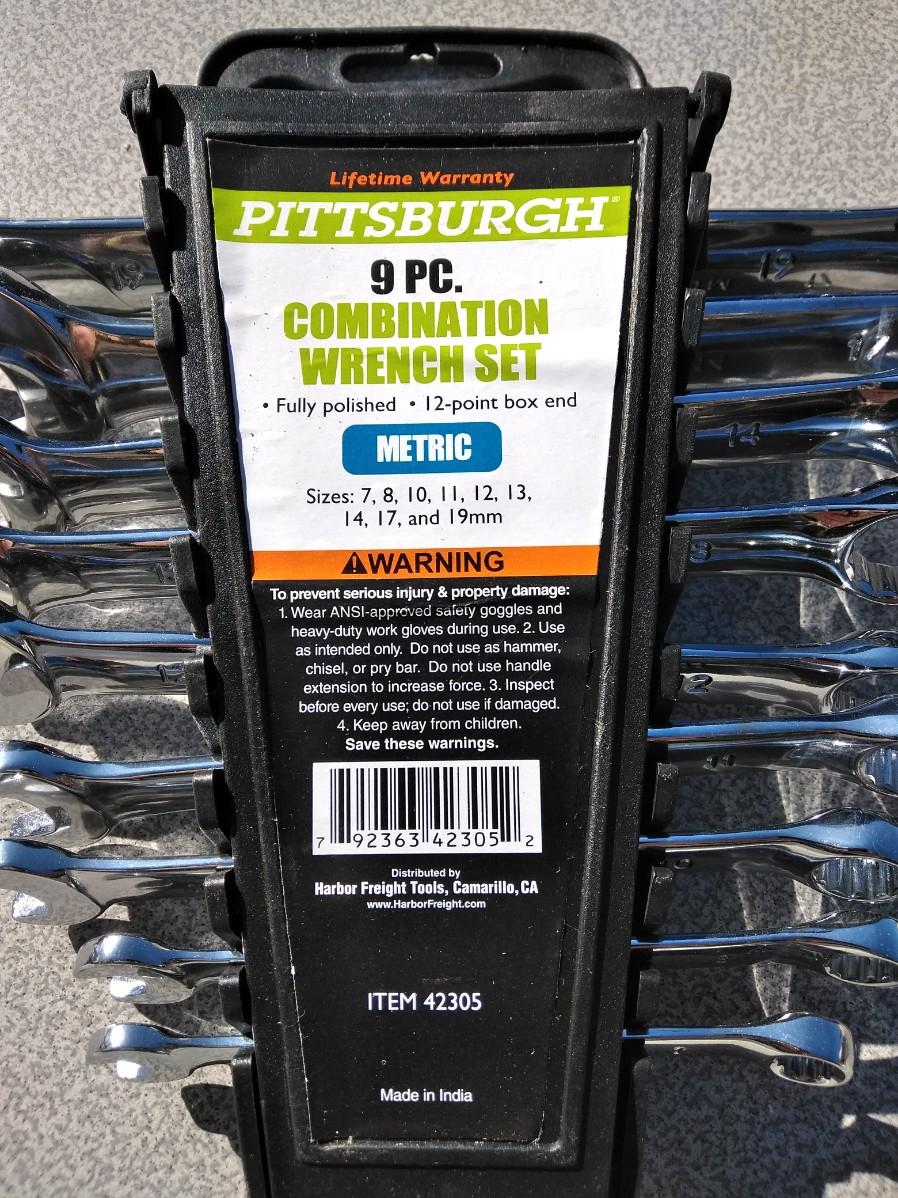 Lifetime Warranty
PITTSBURGH®
9 PC.
COMBINATION
WRENCH SET
• Fully polished • 12-point box end
METRIC
Sizes: 7, 8, 10, 11, 12, 13,
14, 17, and 19mm
⚠WARNING
To prevent serious injury & property damage:
1. Wear ANSI-approved safety goggles and
heavy-duty work gloves during use. 2. Use
as intended only. Do not use as hammer,
chisel, or pry bar. Do not use handle
extension to increase force. 3. Inspect
before every use; do not use if damaged.
4. Keep away from children.
Save these warnings.
7 92363 42305 2
Distributed by
Harbor Freight Tools, Camarillo, CA
www.HarborFreight.com
ITEM 42305
Made in India
19
19
14
11